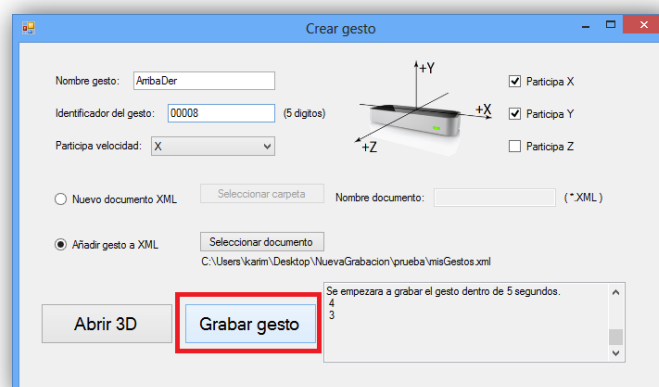 Crear gesto
Nombre gesto: ArribaDer
Identificador del gesto: 00008 (5 digitos)
Participa velocidad: X
+Y
+X
+Z
Participa X
Participa Y
Participa Z
Nuevo documento XML Seleccionar carpeta Nombre documento: (*.XML)
Añadir gesto a XML Seleccionar documento
C:\Users\karim\Desktop\NuevaGrabacion\prueba\misGestos.xml
Abrir 3D Grabar gesto
Se empezara a grabar el gesto dentro de 5 segundos.
4
3